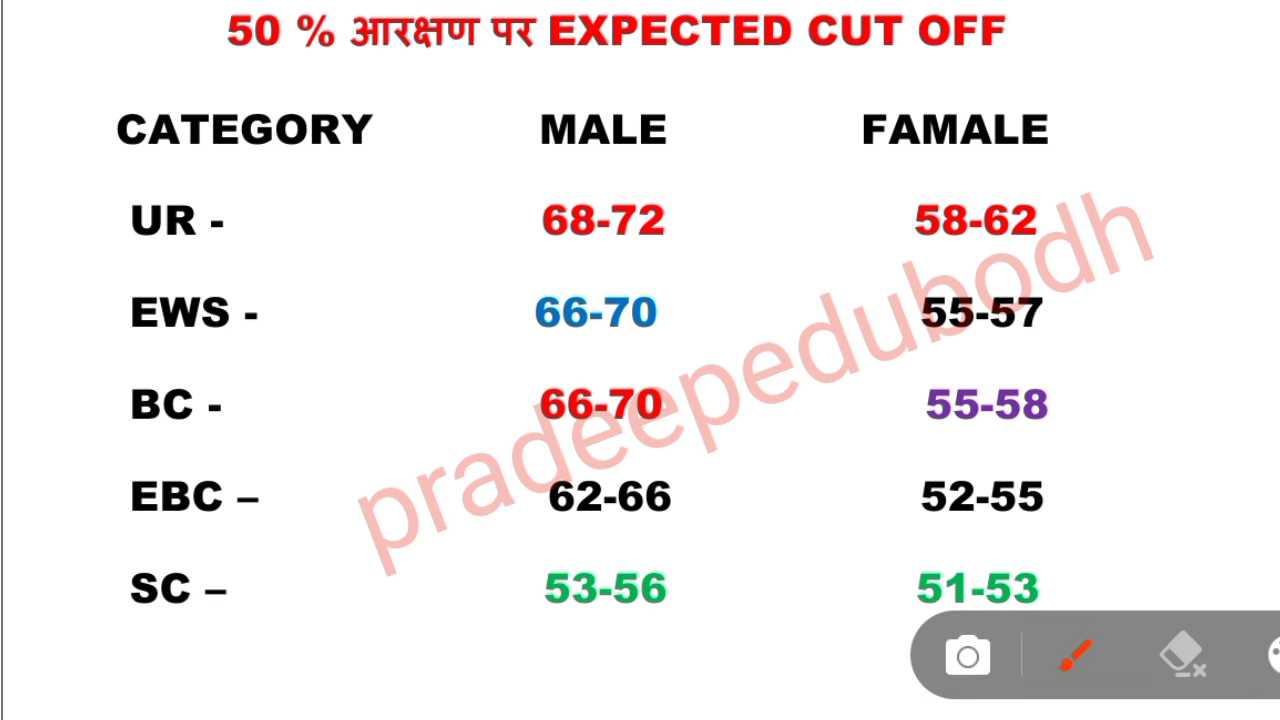 50 % आरक्षण पर EXPECTED CUT OFF
CATEGORY MALE FAMALE
UR - 68-72 58-62
EWS - 66-70 55-57
BC - 66-70 55-58
EBC – 62-66 52-55
SC – 53-56 51-53
pradeepedubodh